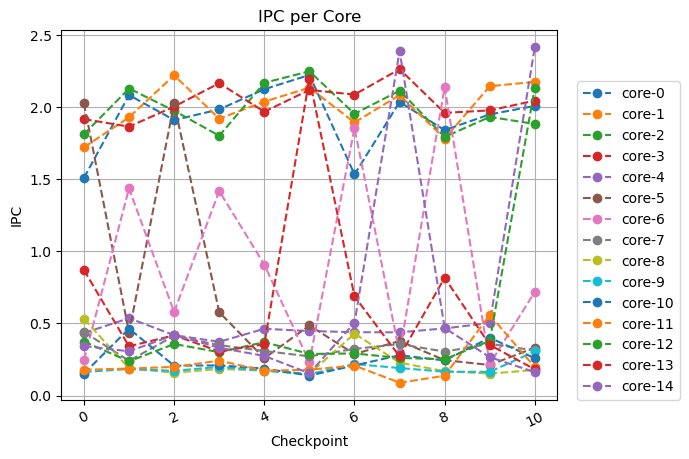 IPC per Core
2.5
2.0
1.5
1.0
0.5
0.0
IPC
0
2
4
6
8
10
Checkpoint
core-0
core-1
core-2
core-3
core-4
core-5
core-6
core-7
core-8
core-9
core-10
core-11
core-12
core-13
core-14